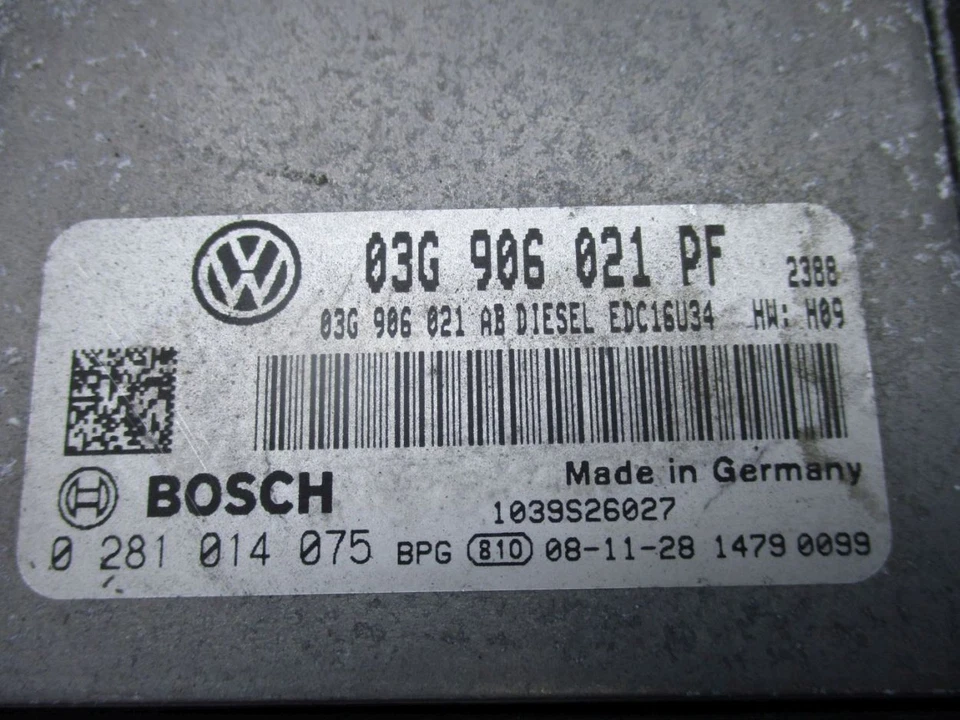 03G 906 021 PF 2388
03G 906 021 AB DIESEL EDC16U34 HW: H09
Made in Germany
BOSCH
1039S26027
0 281 014 075 BPG 810 08-11-28 1479 0099